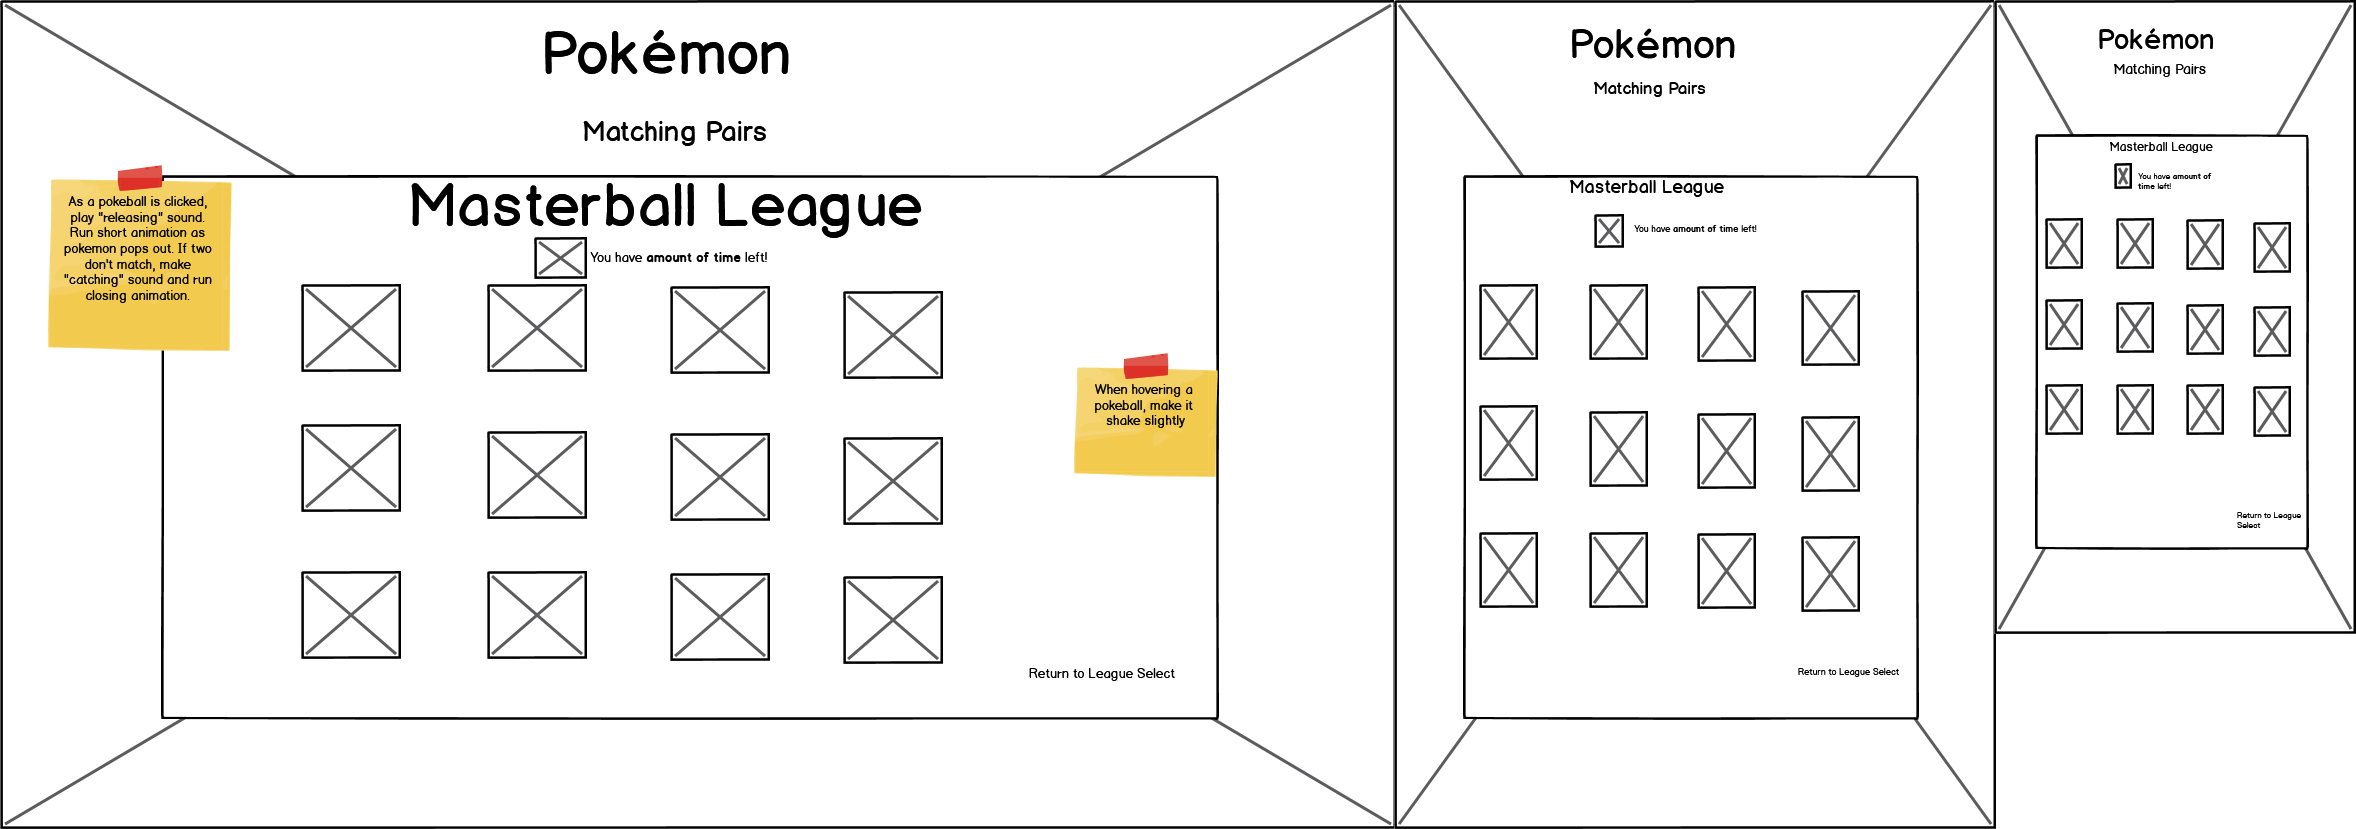 Pokémon
Matching Pairs
As a pokeball is clicked,
play "releasing" sound.
Run short animation as
pokemon pops out. If two
don't match, make
"catching" sound and run
closing animation.
Masterball League
You have amount of time left!
When hovering a
pokeball, make it
shake slightly
Return to League Select
Pokémon
Matching Pairs
Masterball League
You have amount of time left!
Return to League Select
Pokémon
Matching Pairs
Masterball League
You have amount of
time left!
Return to League
Select